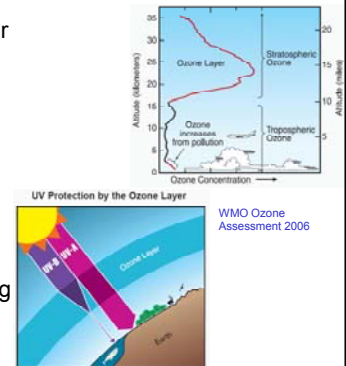 er
35
30
25
20
15
10
5
0
Altitude (kilometers)
Ozone Layer
Stratospheric
Ozone
Ozone
increases
from pollution
Tropospheric
Ozone
20
15
10
5
Altitude (miles)
Ozone Concentration
UV Protection by the Ozone Layer
WMO Ozone
Assessment 2006
UV-B
UV-A
Ozone Layer
Earth
g